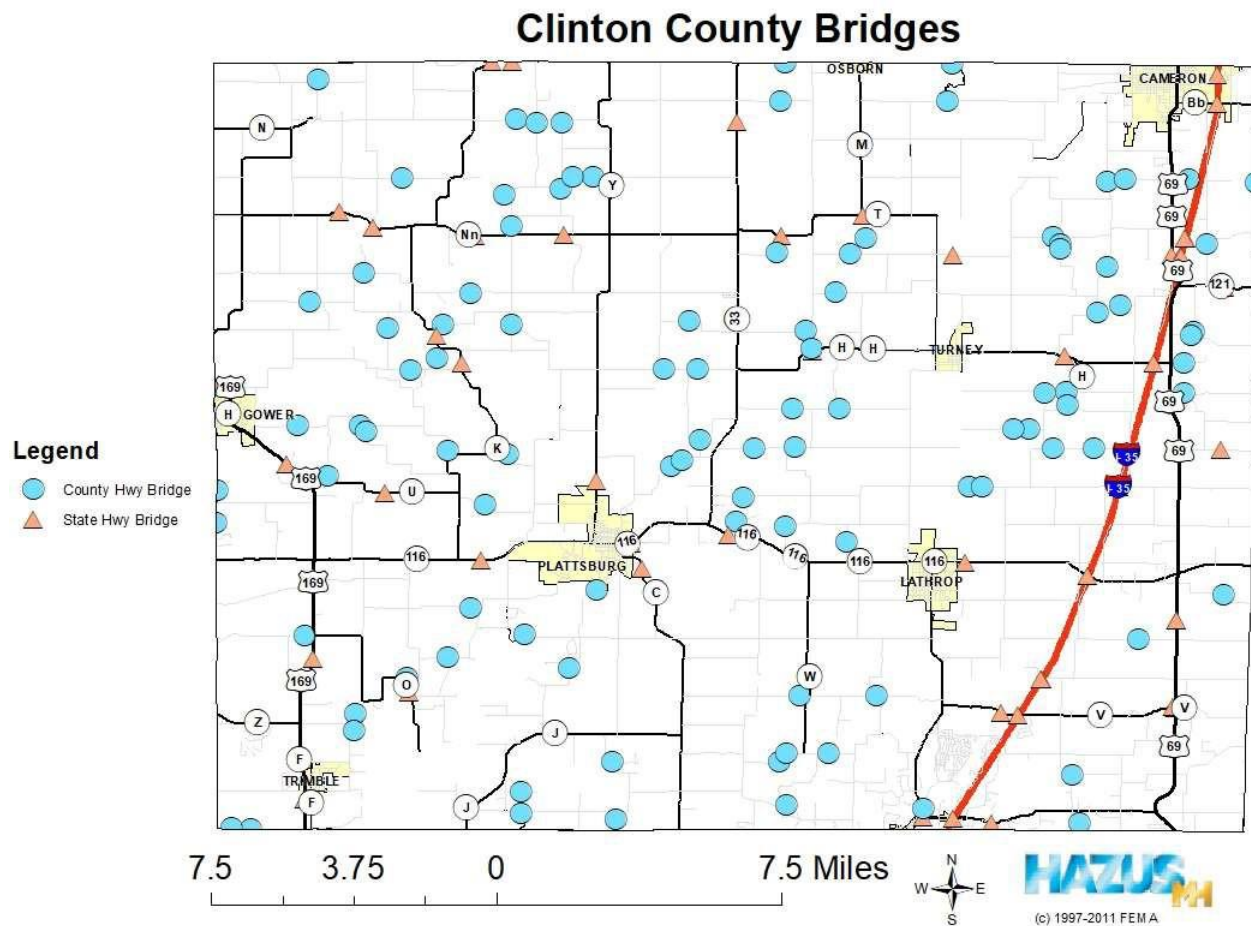 Clinton County Bridges
OSBORN
CAMERON
Bb
N
M
69
Y
T
69
Nn
69
121
33
H
H
TURNEY
H
169
H
GOWER
69
K
69
I-35
169
U
I-35
116
116
116
116
116
116
PLATTSBURG
LATHROP
169
C
W
169
O
Z
V
V
J
69
F
TRIMBLE
F
J
Legend
County Hwy Bridge
State Hwy Bridge
7.5 3.75 0 7.5 Miles
N
W E
S
HAZUS
MH
(c) 1997-2011 FEMA